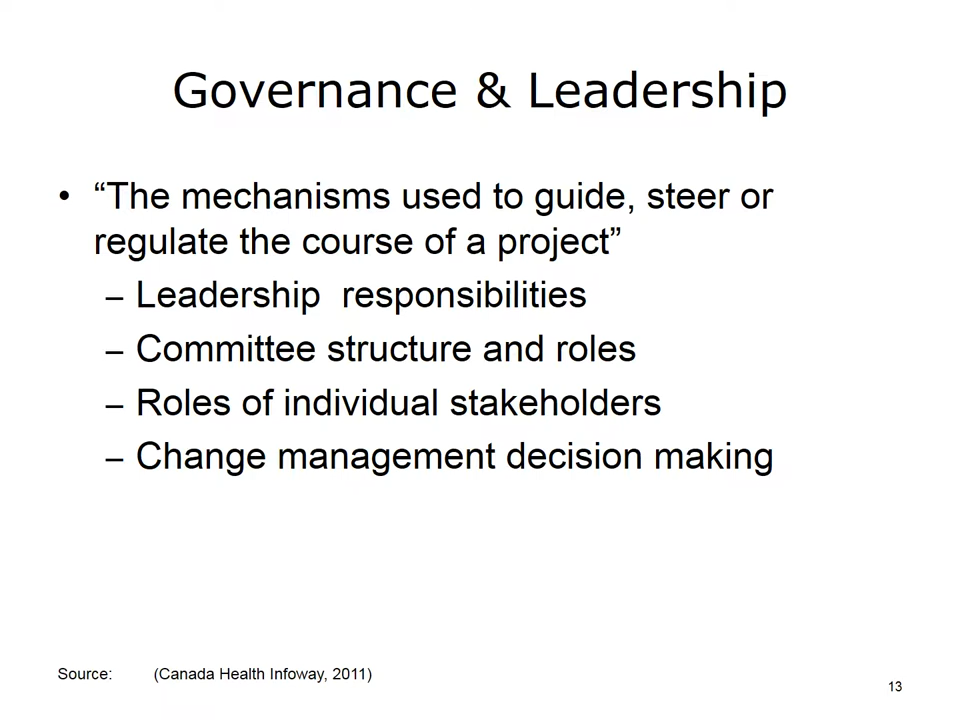 Governance & Leadership
• “The mechanisms used to guide, steer or
regulate the course of a project”
– Leadership  responsibilities
– Committee structure and roles
– Roles of individual stakeholders
– Change management decision making
Source: (Canada Health Infoway, 2011)
13